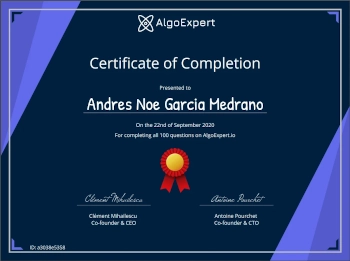 AlgoExpert
Certificate of Completion
Presented to
Andres Noe Garcia Medrano
On the 22nd of September 2020
For completing all 100 questions on AlgoExpert.io
Clément Mihailescu
Antoine Pourchet
Clément Mihailescu
Co-founder & CEO
Antoine Pourchet
Co-founder & CTO
ID: a3038e5358